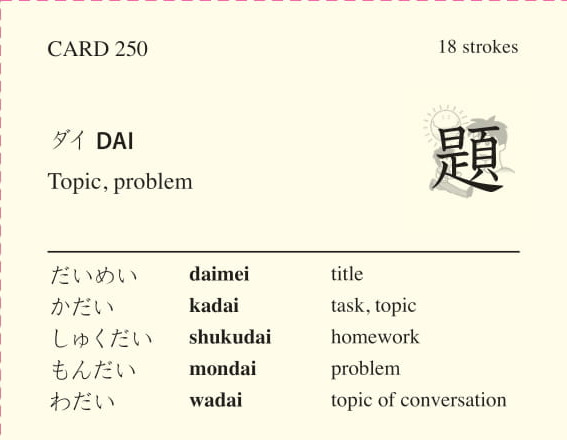 CARD 250 18 strokes
ダイ DAI
題
Topic, problem
だいめい daimei title
かだい kadai task, topic
しゅくだい shukudai homework
もんだい mondai problem
わだい wadai topic of conversation